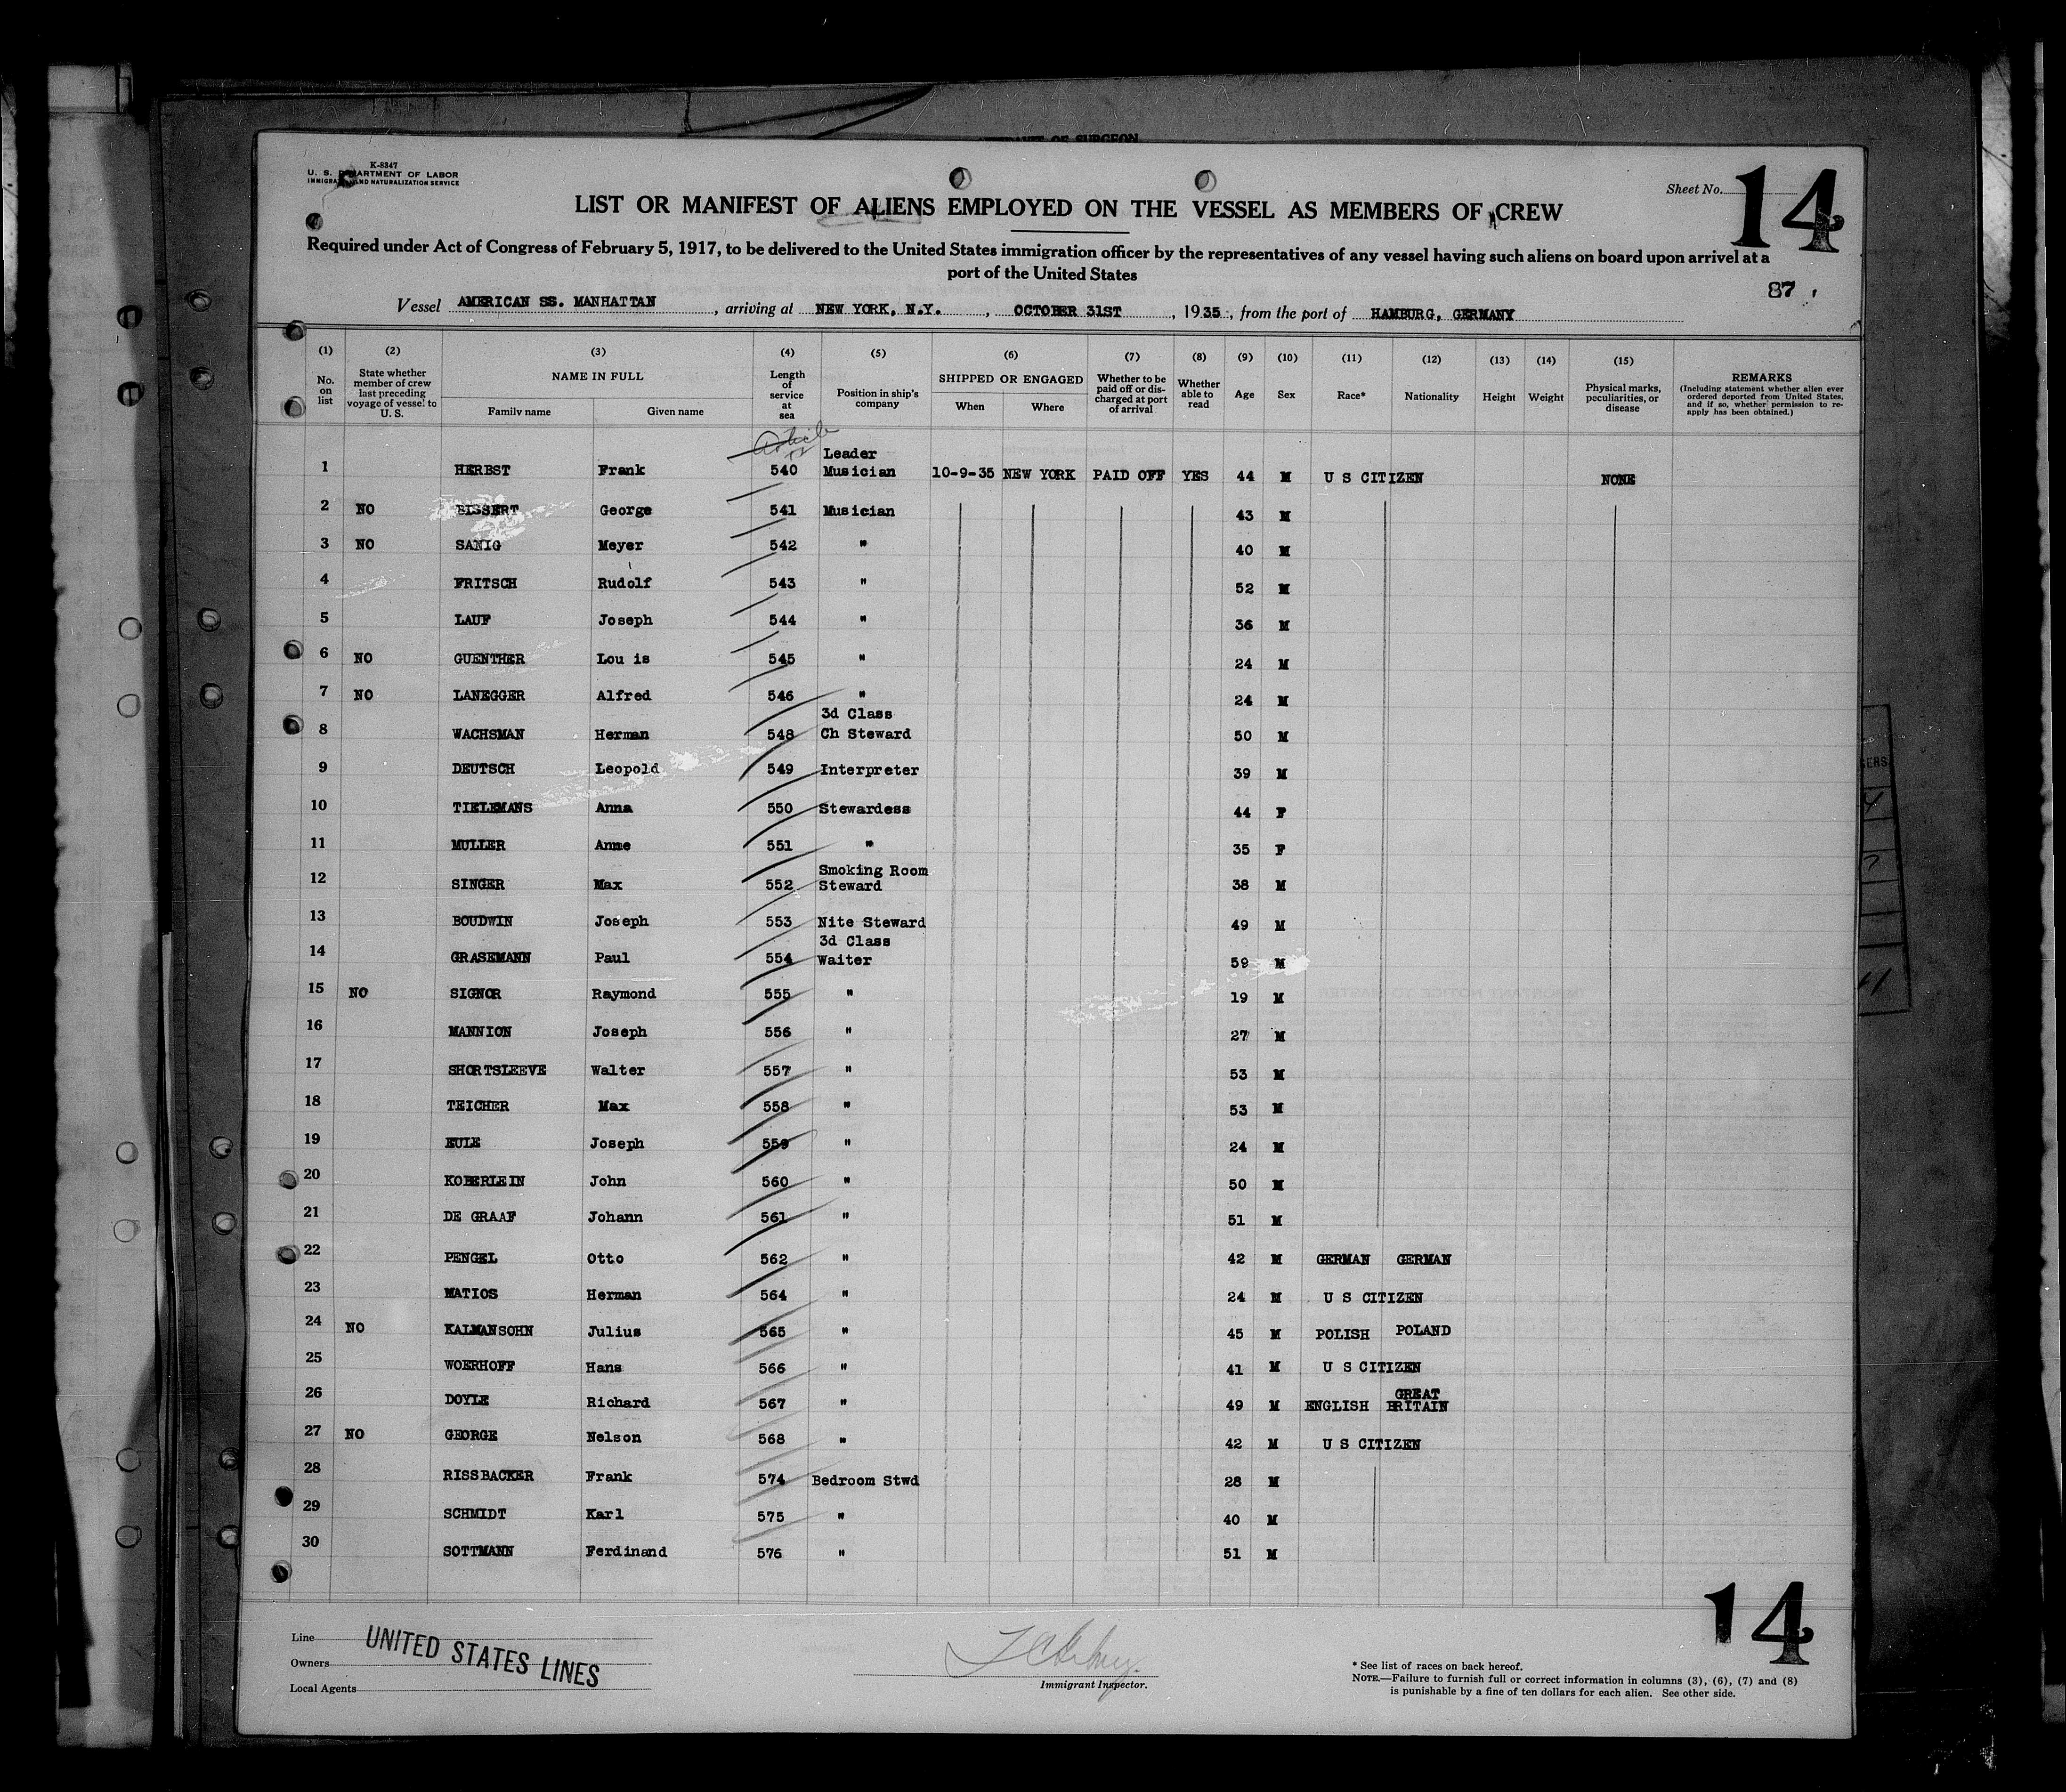 K-8347
U. S. DEPARTMENT OF LABOR
IMMIGRATION AND NATURALIZATION SERVICE
Sheet No. 14
LIST OR MANIFEST OF ALIENS EMPLOYED ON THE VESSEL AS MEMBERS OF CREW
Required under Act of Congress of February 5, 1917, to be delivered to the United States immigration officer by the representatives of any vessel having such aliens on board upon arrival at a
port of the United States
87
Vessel AMERICAN SS. MANHATTAN, arriving at NEW YORK, N.Y., OCTOBER 31ST, 1935, from the port of HAMBURG, GERMANY
(1) (2) (3) (4) (5) (6) (7) (8) (9) (10) (11) (12) (13) (14) (15)
No. on list
State whether member of crew last preceding voyage of vessel to U. S.
NAME IN FULL
Family name Given name
Length of service at sea
Position in ship's company
SHIPPED OR ENGAGED
When Where
Whether to be paid off or discharged at port of arrival
Whether able to read
Age
Sex
Race*
Nationality
Height
Weight
Physical marks, peculiarities, or disease
REMARKS
(Including statement whether alien ever ordered deported from United States, and if so, whether permission to reapply has been obtained.)
Article
1 HERBST Frank 540 Leader Musician 10-9-35 NEW YORK PAID OFF YES 44 M U S CITIZEN NONE
2 NO BISSERT George 541 Musician 43 M
3 NO SANIG Meyer 542 " 40 M
4 FRITSCH Rudolf 543 " 52 M
5 LAUF Joseph 544 " 36 M
6 NO GUENTHER Lou is 545 " 24 M
7 NO LANEGGER Alfred 546 " 24 M
8 WACHSMAN Herman 548 3d Class Ch Steward 50 M
9 DEUTSCH Leopold 549 Interpreter 39 M
10 TIELEMANS Anna 550 Stewardess 44 F
11 MULLER Anne 551 " 35 F
12 SINGER Max 552 Smoking Room Steward 38 M
13 BOUDWIN Joseph 553 Nite Steward 49 M
14 GRASEMANN Paul 554 3d Class Waiter 59 M
15 NO SIGNOR Raymond 555 " 19 M
16 MANNION Joseph 556 " 27 M
17 SHORTSLEEVE Walter 557 " 53 M
18 TEICHER Max 558 " 53 M
19 EULE Joseph 559 " 24 M
20 KOBERLEIN John 560 " 50 M
21 DE GRAAF Johann 561 " 51 M
22 PENGEL Otto 562 " 42 M GERMAN GERMAN
23 MATIOS Herman 564 " 24 M U S CITIZEN
24 NO KALMANSOHN Julius 565 " 45 M POLISH POLAND
25 WOERHOFF Hans 566 " 41 M U S CITIZEN
26 DOYLE Richard 567 " 49 M ENGLISH GREAT BRITAIN
27 NO GEORGE Nelson 568 " 42 M U S CITIZEN
28 RISSBACKER Frank 574 Bedroom Stwd 28 M
29 SCHMIDT Karl 575 " 40 M
30 SOTTMANN Ferdinand 576 " 51 M
14
Line
Owners
Local Agents
UNITED STATES LINES
Immigrant Inspector.
* See list of races on back hereof.
NOTE.—Failure to furnish full or correct information in columns (3), (6), (7) and (8)
is punishable by a fine of ten dollars for each alien. See other side.